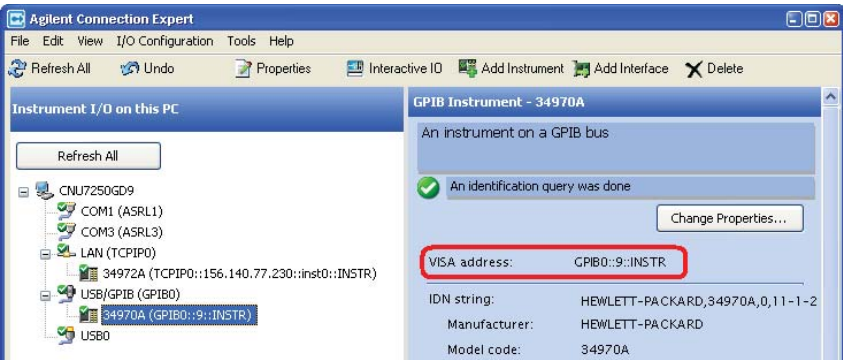 Agilent Connection Expert
File Edit View I/O Configuration Tools Help
Refresh All Undo Properties Interactive IO Add Instrument Add Interface Delete
Instrument I/O on this PC
Refresh All
CNU7250GD9
COM1 (ASRL1)
COM3 (ASRL3)
LAN (TCPIP0)
34972A (TCPIP0::156.140.77.230::inst0::INSTR)
USB/GPIB (GPIB0)
34970A (GPIB0::9::INSTR)
USB0
GPIB Instrument - 34970A
An instrument on a GPIB bus
An identification query was done
Change Properties...
VISA address: GPIB0::9::INSTR
IDN string: HEWLETT-PACKARD,34970A,0,11-1-2
Manufacturer: HEWLETT-PACKARD
Model code: 34970A